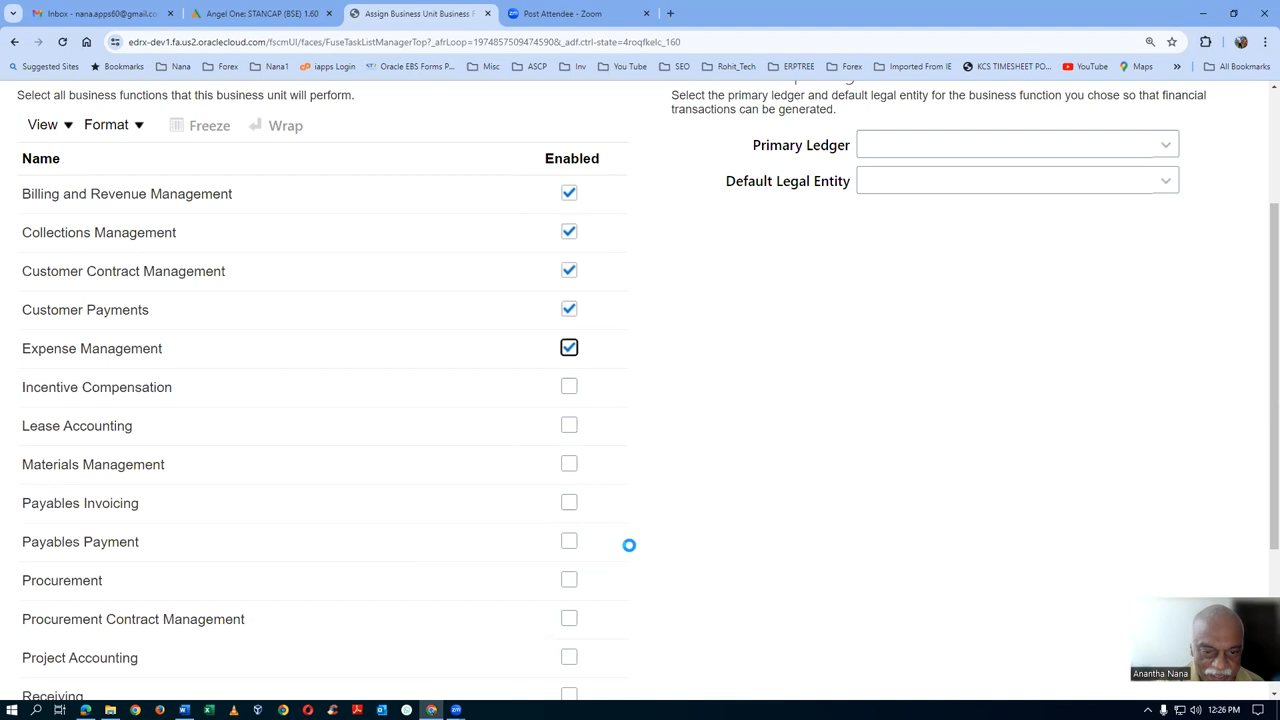 Inbox - nana.apps60@gmail.co
Angel One: STANCAP (BSE) 1.60
Assign Business Unit Business F
Post Attendee - Zoom
edrx-dev1.fa.us2.oraclecloud.com/fscmUI/faces/FuseTaskListManagerTop?_afrLoop=1974857509474590&_adf.ctrl-state=4roqfkelc_160
Suggested Sites
Bookmarks
Nana
Forex
Nana1
iapps Login
Oracle EBS Forms P...
Misc
ASCP
Inv
You Tube
SEO
Rohit_Tech
ERPTREE
Forex
Imported From IE
KCS TIMESHEET PO...
YouTube
Maps
All Bookmarks
Select all business functions that this business unit will perform.
View
Format
Freeze
Wrap
Name
Enabled
Billing and Revenue Management
Collections Management
Customer Contract Management
Customer Payments
Expense Management
Incentive Compensation
Lease Accounting
Materials Management
Payables Invoicing
Payables Payment
Procurement
Procurement Contract Management
Project Accounting
Receiving
Select the primary ledger and default legal entity for the business function you chose so that financial
transactions can be generated.
Primary Ledger
Default Legal Entity
Anantha Nana
12:26 PM